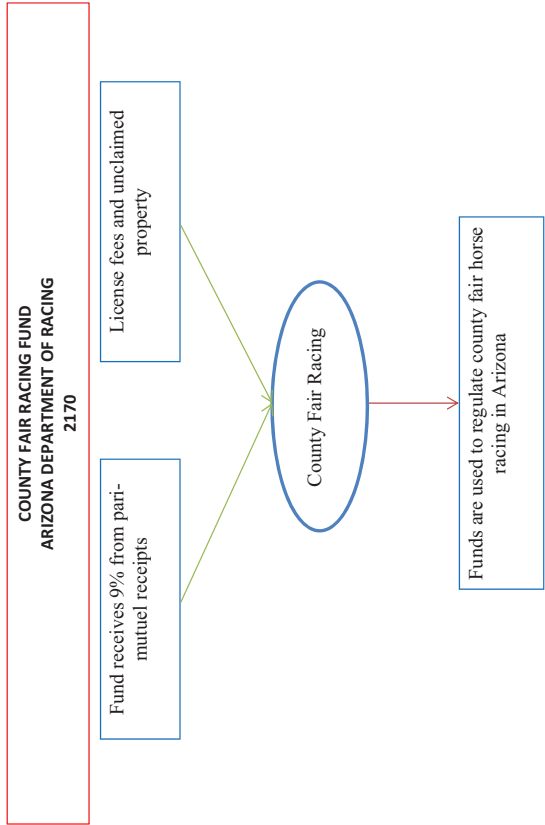 COUNTY FAIR RACING FUND
ARIZONA DEPARTMENT OF RACING
2170
Fund receives 9% from pari-
mutuel receipts
License fees and unclaimed
property
County Fair Racing
Funds are used to regulate county fair horse
racing in Arizona